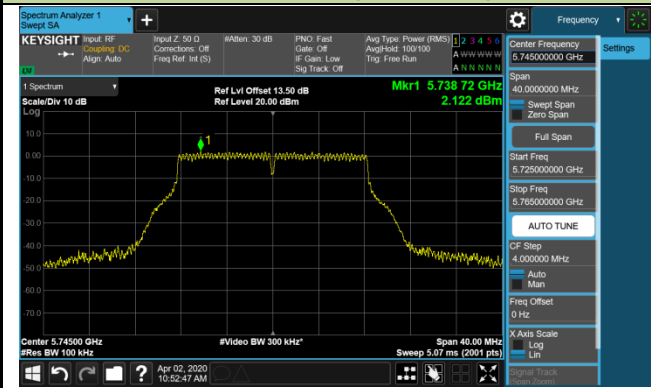 Spectrum Analyzer 1
Swept SA
Frequency
KEYSIGHT
Input: RF
Coupling: DC
Align: Auto
Input Z: 50 Ω
Corrections: Off
Freq Ref: Int (S)
#Atten: 30 dB
PNO: Fast
Gate: Off
IF Gain: Low
Sig Track: Off
Avg Type: Power (RMS)
Avg|Hold: 100/100
Trig: Free Run
1 2 3 4 5 6
A W W W W W
A N N N N N
1 Spectrum
Scale/Div 10 dB
Log
Ref Lvl Offset 13.50 dB
Ref Level 20.00 dBm
Mkr1 5.738 72 GHz
2.122 dBm
1
10.0
0.00
-10.0
-20.0
-30.0
-40.0
-50.0
-60.0
-70.0
Center 5.74500 GHz
#Res BW 100 kHz
#Video BW 300 kHz*
Span 40.00 MHz
Sweep 5.07 ms (2001 pts)
Apr 02, 2020
10:52:47 AM
Center Frequency
5.745000000 GHz
Settings
Span
40.0000000 MHz
Swept Span
Zero Span
Full Span
Start Freq
5.725000000 GHz
Stop Freq
5.765000000 GHz
AUTO TUNE
CF Step
4.000000 MHz
Auto
Man
Freq Offset
0 Hz
X Axis Scale
Log
Lin
Signal Track
(Span Zoom)